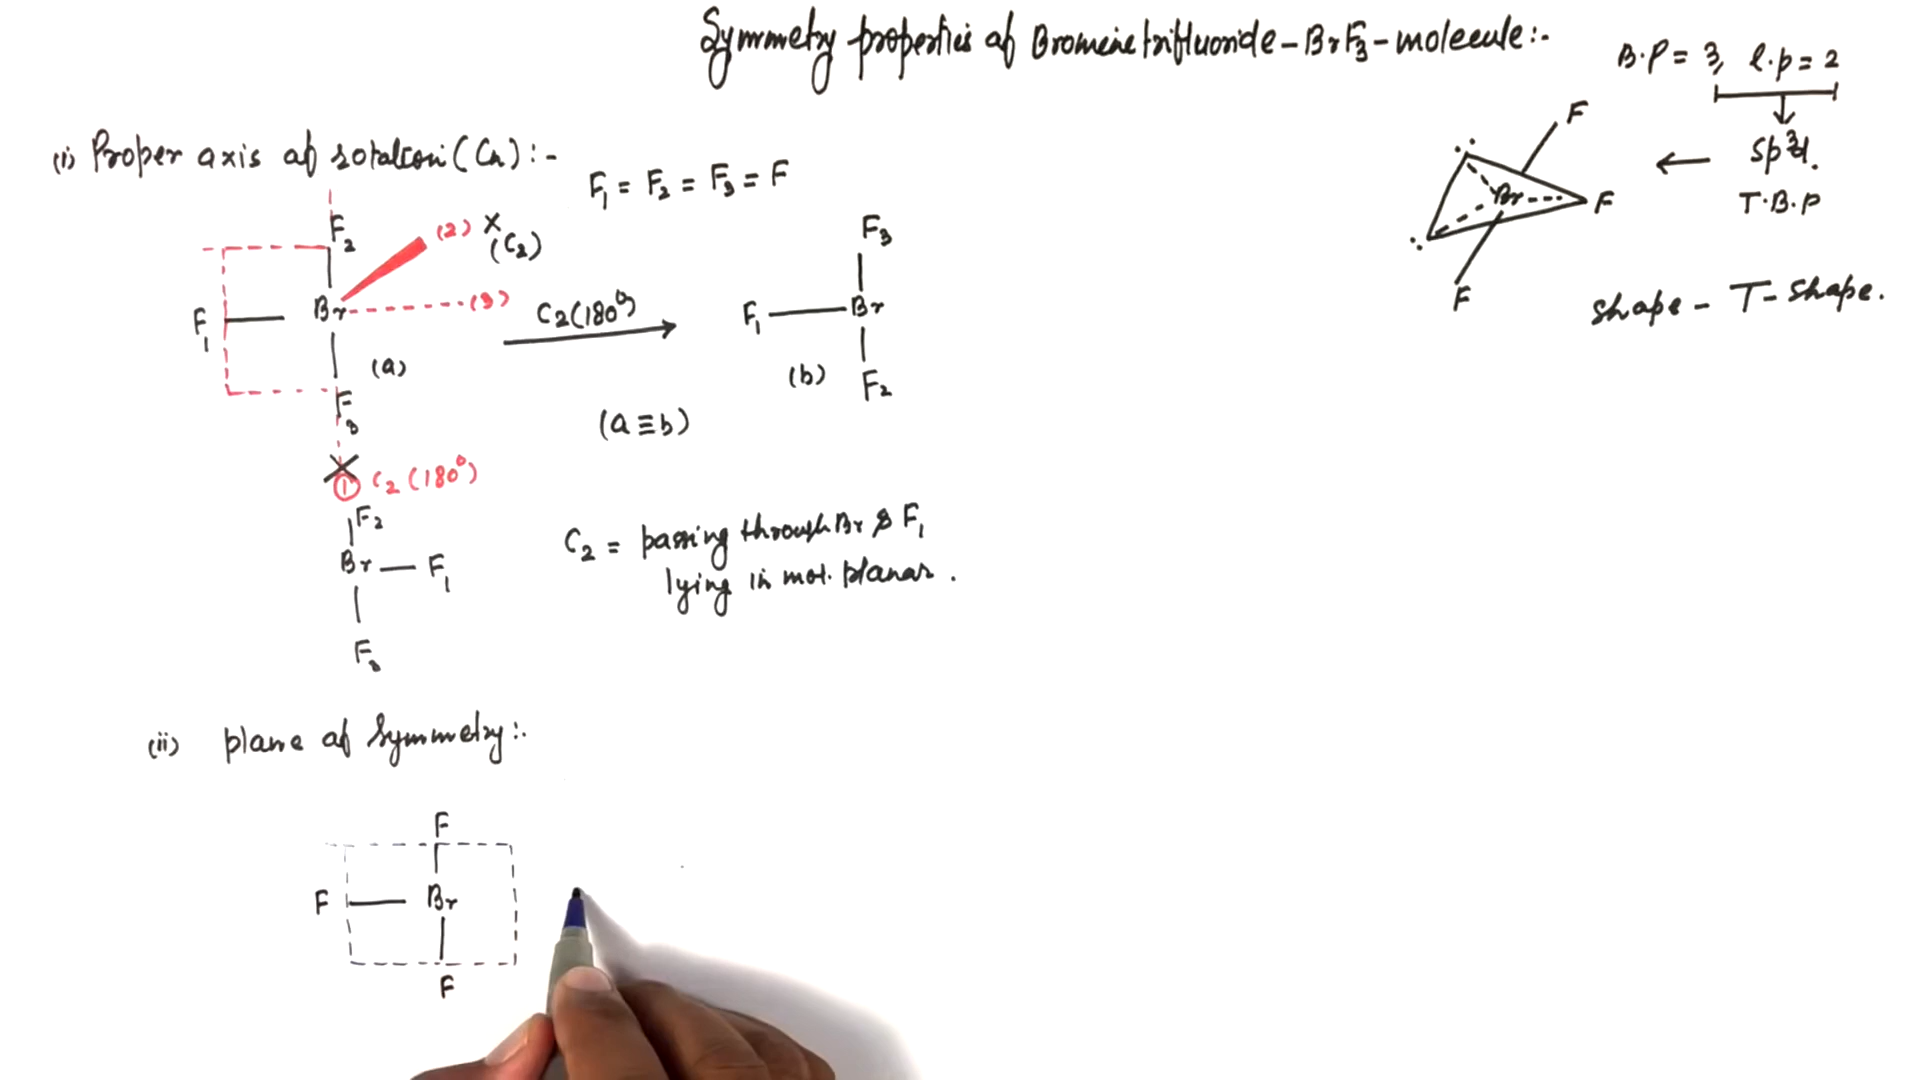 Symmetry properties of Bromine trifluoride - BrF3 - molecule:-
B.P = 3, l.p = 2
sp3d.
T.B.P
F
Br F
F
shape - T-shape.
(i) Proper axis of rotation (Cn) :-
F1 = F2 = F3 = F
F2
(2) × (C2)
F1 Br (3)
(a)
F3
C2(180°)
F3
F1 Br
(b)
F2
(a≡b)
① C2 (180°)
F2
Br F1
F3
C2 = passing through Br & F1
lying in mol. planar.
(ii) plane of symmetry:.
F
F Br
F